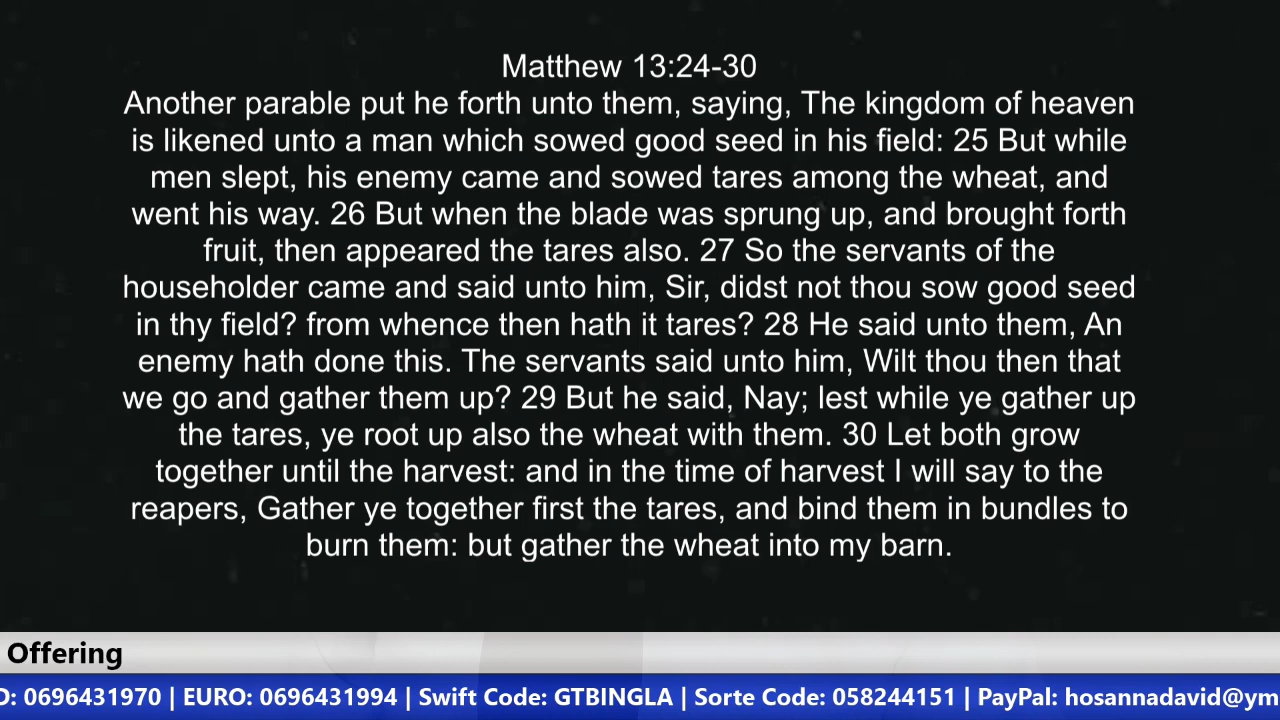 Matthew 13:24-30
Another parable put he forth unto them, saying, The kingdom of heaven
is likened unto a man which sowed good seed in his field: 25 But while
men slept, his enemy came and sowed tares among the wheat, and
went his way. 26 But when the blade was sprung up, and brought forth
fruit, then appeared the tares also. 27 So the servants of the
householder came and said unto him, Sir, didst not thou sow good seed
in thy field? from whence then hath it tares? 28 He said unto them, An
enemy hath done this. The servants said unto him, Wilt thou then that
we go and gather them up? 29 But he said, Nay; lest while ye gather up
the tares, ye root up also the wheat with them. 30 Let both grow
together until the harvest: and in the time of harvest I will say to the
reapers, Gather ye together first the tares, and bind them in bundles to
burn them: but gather the wheat into my barn.
Offering
: 0696431970 | EURO: 0696431994 | Swift Code: GTBINGLA | Sorte Code: 058244151 | PayPal: hosannadavid@ym